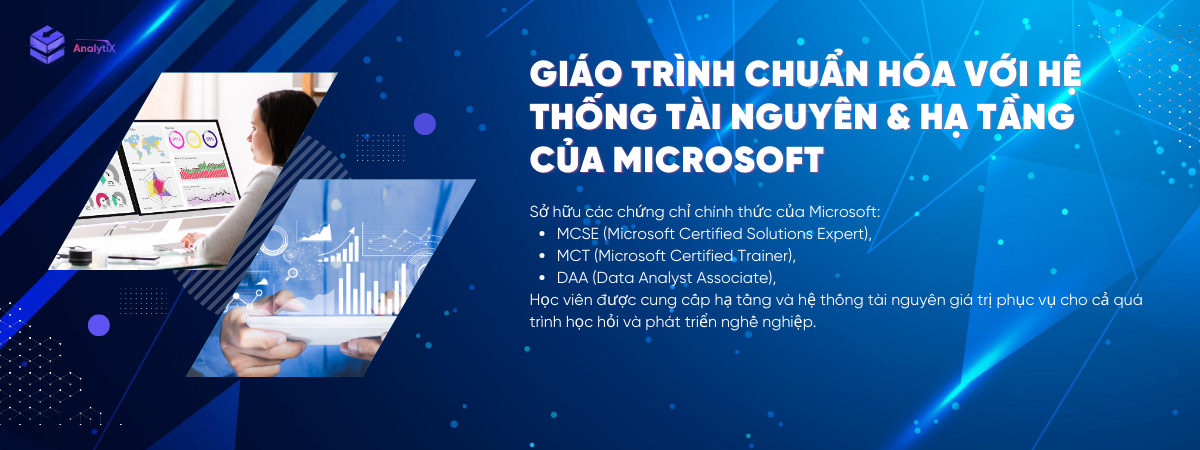 AnalytiX
GIÁO TRÌNH CHUẨN HÓA VỚI HỆ
THỐNG TÀI NGUYÊN & HẠ TẦNG
CỦA MICROSOFT
Sở hữu các chứng chỉ chính thức của Microsoft:
• MCSE (Microsoft Certified Solutions Expert),
• MCT (Microsoft Certified Trainer),
• DAA (Data Analyst Associate),
Học viên được cung cấp hạ tầng và hệ thống tài nguyên giá trị phục vụ cho cả quá
trình học hỏi và phát triển nghề nghiệp.